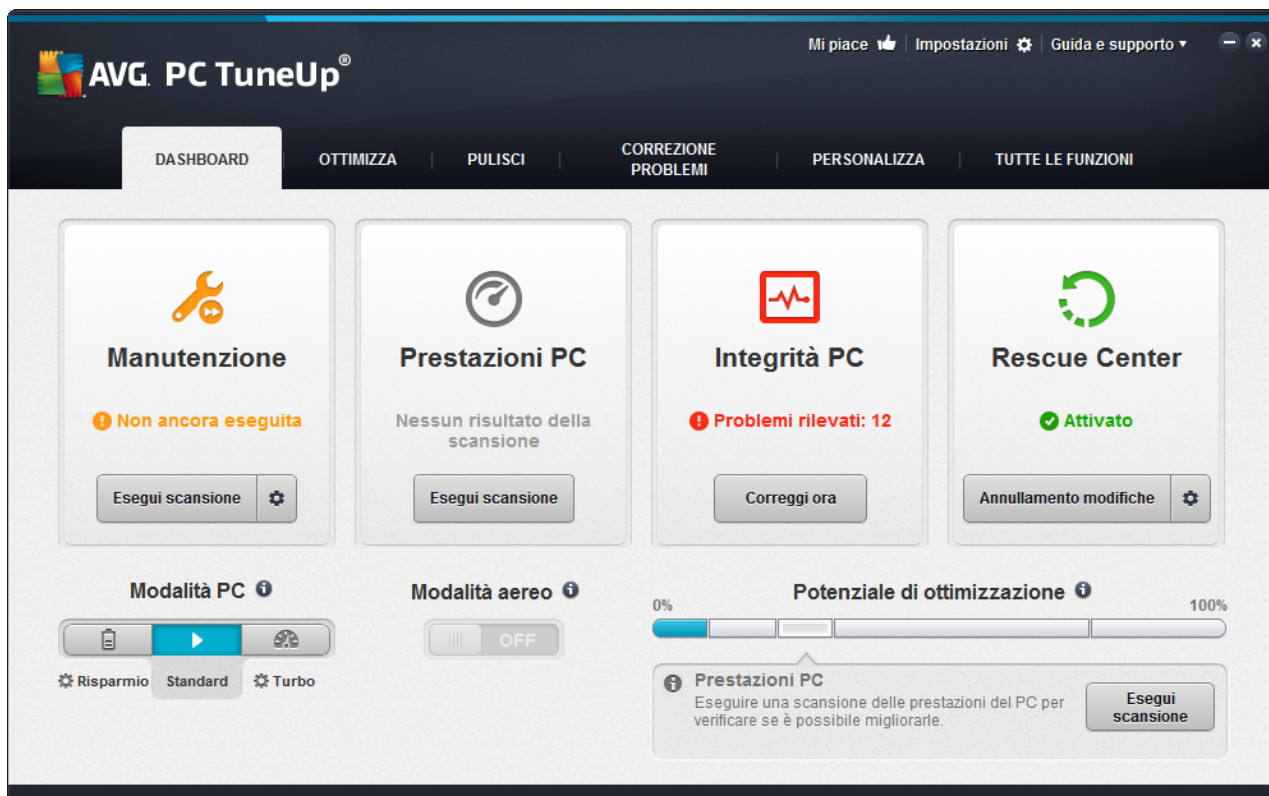 Mi piace
Impostazioni
Guida e supporto
AVG. PC TuneUp®
DASHBOARD
OTTIMIZZA
PULISCI
CORREZIONE
PROBLEMI
PERSONALIZZA
TUTTE LE FUNZIONI
Manutenzione
Non ancora eseguita
Esegui scansione
Prestazioni PC
Nessun risultato della
scansione
Esegui scansione
Integrità PC
Problemi rilevati: 12
Correggi ora
Rescue Center
Attivato
Annullamento modifiche
Modalità PC
Risparmio
Standard
Turbo
Modalità aereo
OFF
Potenziale di ottimizzazione
0%
100%
Prestazioni PC
Eseguire una scansione delle prestazioni del PC per
verificare se è possibile migliorarle.
Esegui
scansione